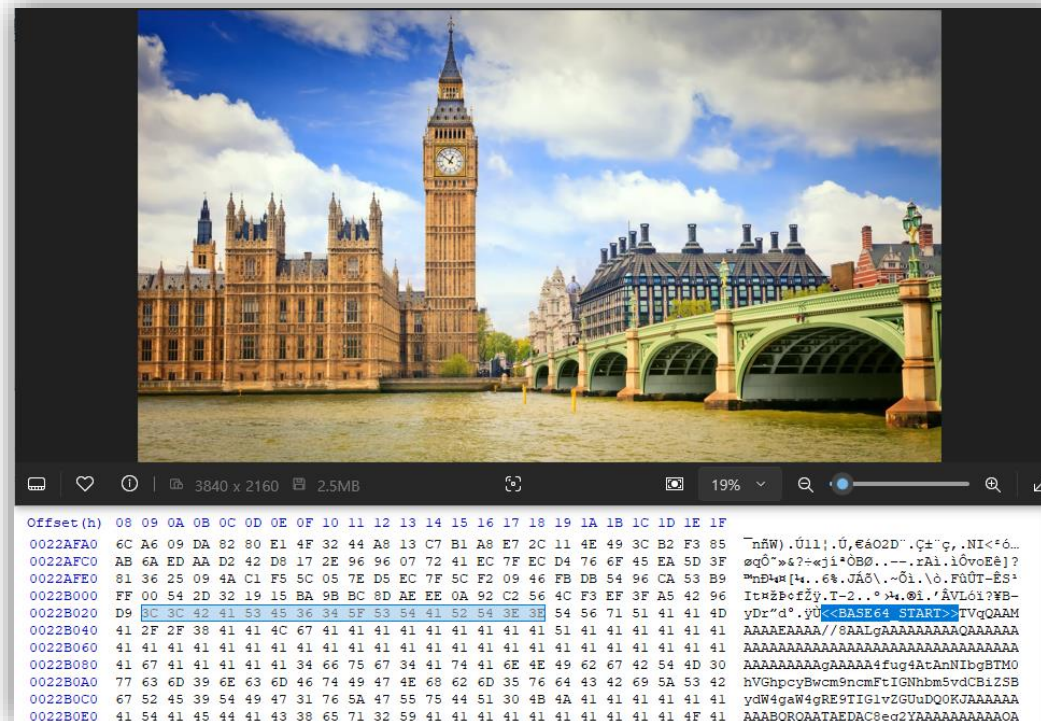 3840 x 2160 2.5MB 19%
Offset(h) 08 09 0A 0B 0C 0D 0E 0F 10 11 12 13 14 15 16 17 18 19 1A 1B 1C 1D 1E 1F
0022AFA0 6C A6 09 DA 82 80 E1 4F 32 44 A8 13 C7 B1 A8 E7 2C 11 4E 49 3C B2 F3 85
0022AFC0 AB 6A ED AA D2 42 D8 17 2E 96 96 07 72 41 EC 7F EC D4 76 6F 45 EA 5D 3F
0022AFE0 81 36 25 09 4A C1 F5 5C 05 7E D5 EC 7F 5C F2 09 46 FB DB 54 96 CA 53 B9
0022B000 FF 00 54 2D 32 19 15 BA 9B BC 8D AE EE 0A 92 C2 56 4C F3 EF 3F A5 42 96
0022B020 D9 3C 3C 42 41 53 45 36 34 5F 53 54 41 52 54 3E 3E 54 56 71 51 41 41 4D yDr"d°.ÿÙ<<BASE64_START>>TVqQAAM
0022B040 41 2F 2F 38 41 41 4C 67 41 41 41 41 41 41 41 41 41 51 41 41 41 41 41 41 AAAAEAAAA//8AALgAAAAAAAAAQAAAAAA
0022B060 41 41 41 41 41 41 41 41 41 41 41 41 41 41 41 41 41 41 41 41 41 41 41 41 AAAAAAAAAAAAAAAAAAAAAAAAAAAAAAAA
0022B080 41 67 41 41 41 41 41 34 66 75 67 34 41 74 41 6E 4E 49 62 67 42 54 4D 30 AAAAAAAAAgAAAAA4fug4AtAnNIbgBTM0
0022B0A0 77 63 6D 39 6E 63 6D 46 74 49 47 4E 68 62 6D 35 76 64 43 42 69 5A 53 42 hVGhpcyBwcm9ncmFtIGNhbm5vdCBiZSB
0022B0C0 67 52 45 39 54 49 47 31 76 5A 47 55 75 44 51 30 4B 4A 41 41 41 41 41 41 ydW4gaW4gRE9TIG1vZGUuDQ0KJAAAAAA
0022B0E0 41 54 41 45 44 41 43 38 65 71 32 59 41 41 41 41 41 41 41 41 41 41 4F 41 AAABQRQAATAEDAC8eq2YAAAAAAAAAAOA